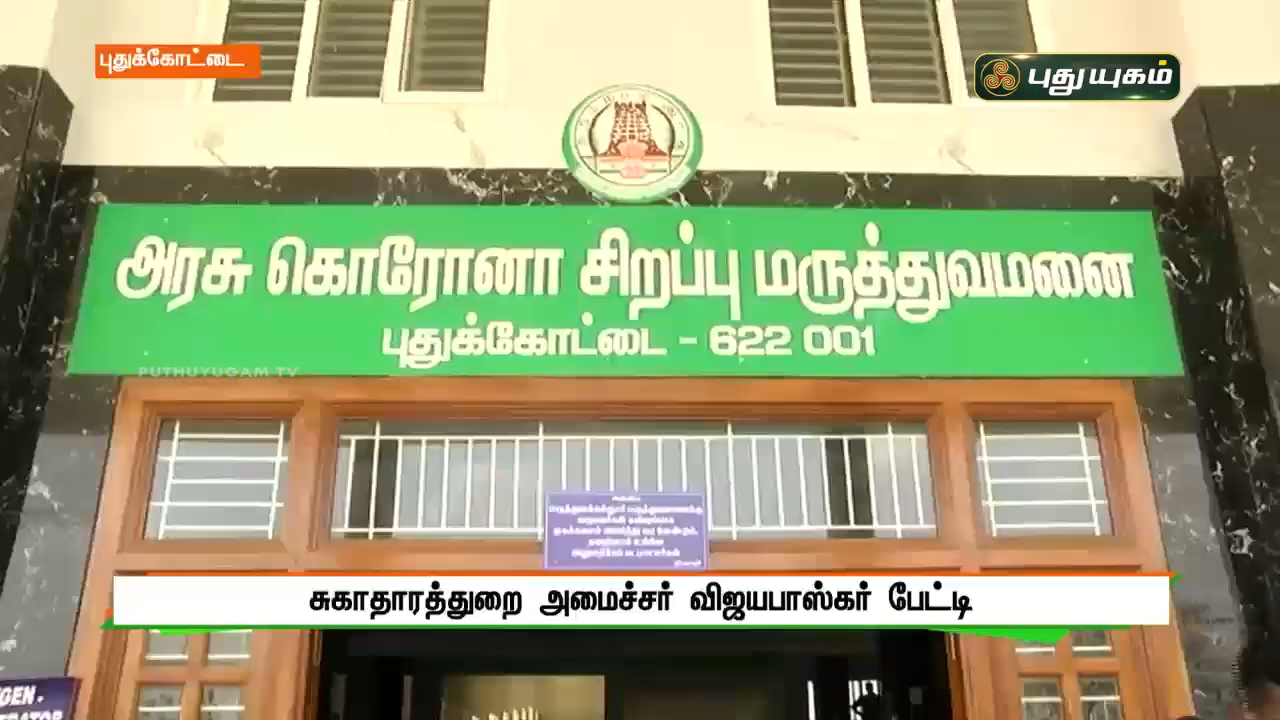 புதுக்கோட்டை
புதுயுகம்
அரசு கொரோனா சிறப்பு மருத்துவமனை
புதுக்கோட்டை - 622 001
PUTHUYUGAM TV
சுகாதாரத்துறை அமைச்சர் விஜயபாஸ்கர் பேட்டி